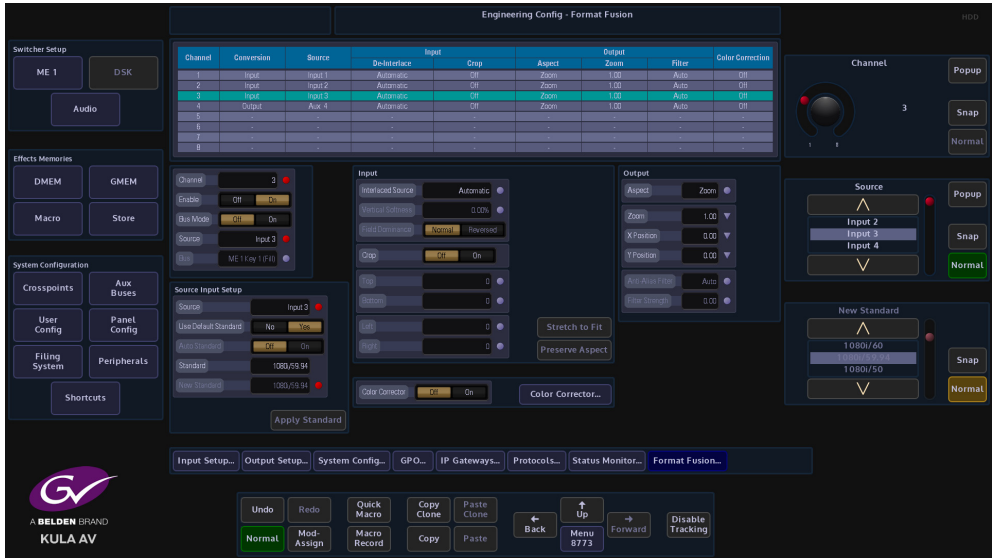 Engineering Config - Format Fusion
HDD
Switcher Setup
ME 1
DSK
Audio
Effects Memories
DMEM
GMEM
Macro
Store
System Configuration
Crosspoints
Aux Buses
User Config
Panel Config
Filing System
Peripherals
Shortcuts
Channel Conversion Source Input Output Color Correction
De-Interlace Crop Aspect Zoom Filter
1 Input Input 1 Automatic Off Zoom 1.00 Auto Off
2 Input Input 2 Automatic Off Zoom 1.00 Auto Off
3 Input Input 3 Automatic Off Zoom 1.00 Auto Off
4 Output Aux 4 Automatic Off Zoom 1.00 Auto Off
5 - - - - - - - -
6 - - - - - - - -
7 - - - - - - - -
8 - - - - - - - -
Channel 3
Enable Off On
Bus Mode Off On
Source Input 3
Bus ME 1 Key 1 (Fill)
Source Input Setup
Source Input 3
Use Default Standard No Yes
Auto Standard Off On
Standard 1080i/59.94
New Standard 1080i/59.94
Apply Standard
Input
Interlaced Source Automatic
Vertical Softness 0.00%
Field Dominance Normal Reversed
Crop Off On
Top 0
Bottom 0
Left 0
Right 0
Stretch to Fit
Preserve Aspect
Color Corrector Off On
Color Corrector...
Output
Aspect Zoom
Zoom 1.00
X Position 0.00
Y Position 0.00
Anti-Alias Filter Auto
Filter Strength 0.00
Channel
3
1 8
Popup
Snap
Normal
Source
Input 2
Input 3
Input 4
Popup
Snap
Normal
New Standard
1080i/60
1080i/59.94
1080i/50
Snap
Normal
Input Setup... Output Setup... System Config... GPO... IP Gateways... Protocols... Status Monitor... Format Fusion...
GV
A BELDEN BRAND
KULA AV
Undo
Redo
Quick Macro
Copy Clone
Paste Clone
Normal
Mod-Assign
Macro Record
Copy
Paste
Back
Up
Menu 8773
Forward
Disable Tracking